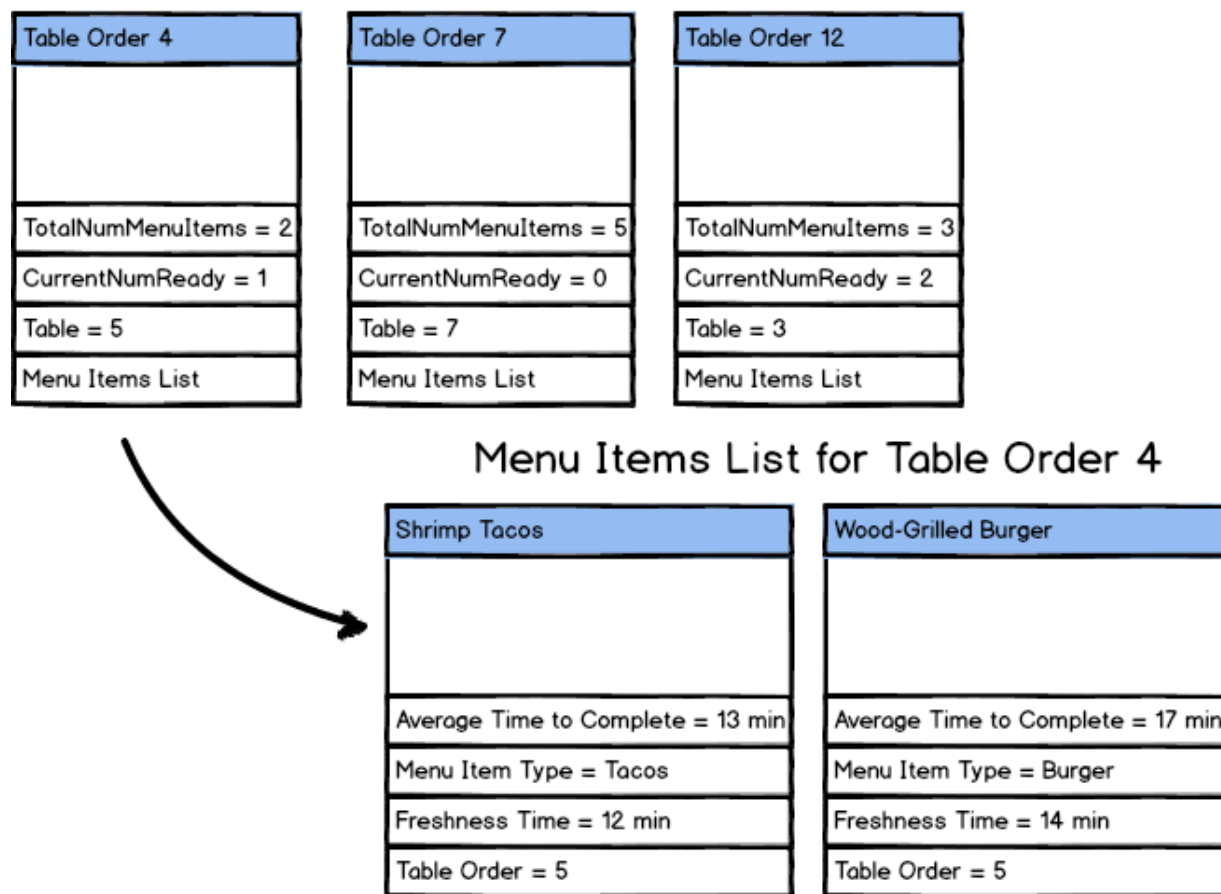 Table Order 4
TotalNumMenuItems = 2
CurrentNumReady = 1
Table = 5
Menu Items List
Table Order 7
TotalNumMenuItems = 5
CurrentNumReady = 0
Table = 7
Menu Items List
Table Order 12
TotalNumMenuItems = 3
CurrentNumReady = 2
Table = 3
Menu Items List
Menu Items List for Table Order 4
Shrimp Tacos
Average Time to Complete = 13 min
Menu Item Type = Tacos
Freshness Time = 12 min
Table Order = 5
Wood-Grilled Burger
Average Time to Complete = 17 min
Menu Item Type = Burger
Freshness Time = 14 min
Table Order = 5